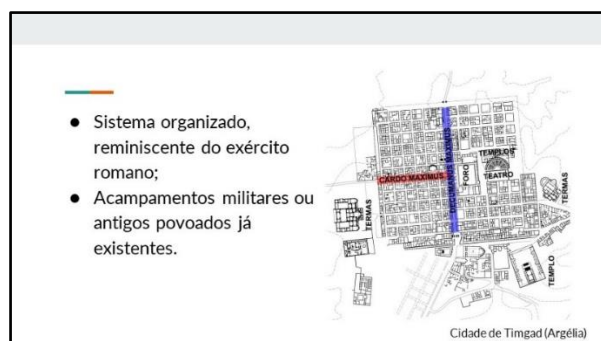 ● Sistema organizado,
reminiscente do exército
romano;
● Acampamentos militares ou
antigos povoados já
existentes.
CARDO MAXIMUS
DECUMANUS MAXIMUS
FORO
TEMPLOS
TEATRO
TERMAS
TERMAS
TEMPLO
Cidade de Timgad (Argélia)